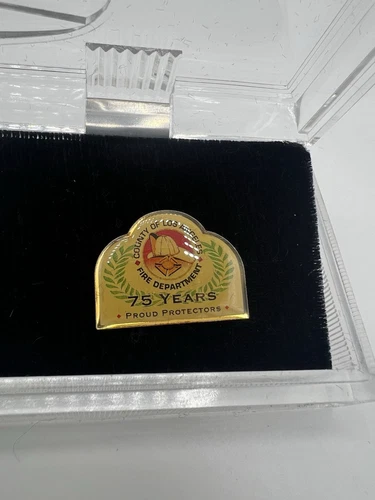 • COUNTY OF LOS ANGELES •
FIRE DEPARTMENT
75 YEARS
• PROUD PROTECTORS •